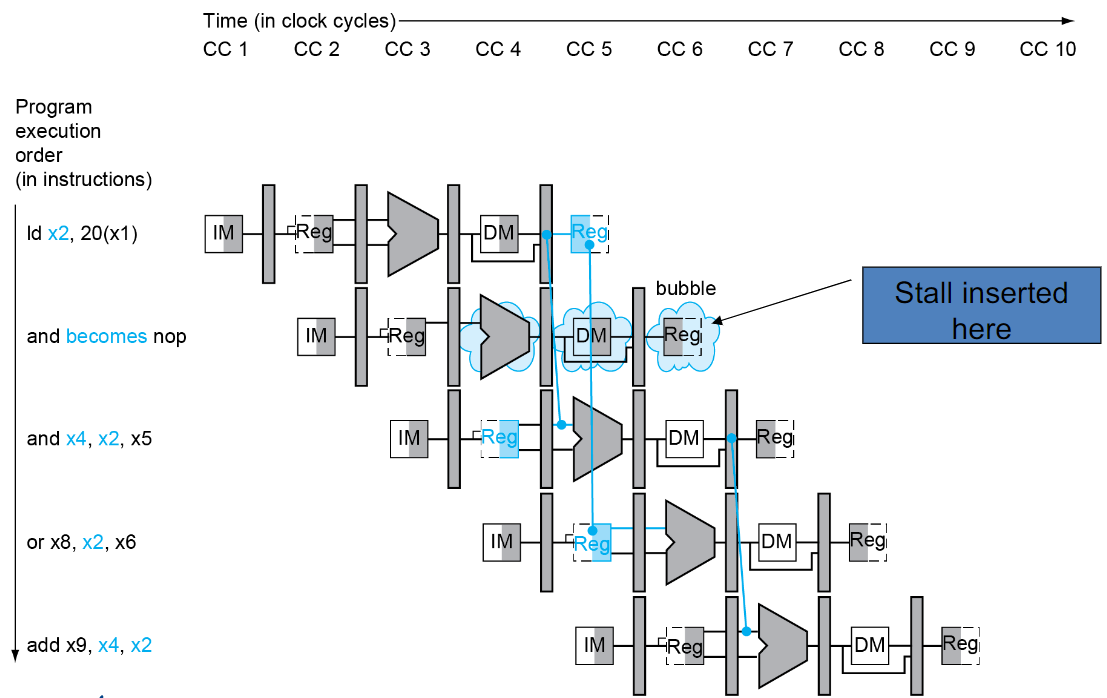 Time (in clock cycles)
CC 1 CC 2 CC 3 CC 4 CC 5 CC 6 CC 7 CC 8 CC 9 CC 10
Program
execution
order
(in instructions)
ld x2, 20(x1)
IM Reg DM Reg
bubble
Stall inserted
here
and becomes nop
IM Reg DM Reg
and x4, x2, x5
IM Reg DM Reg
or x8, x2, x6
IM Reg DM Reg
add x9, x4, x2
IM Reg DM Reg